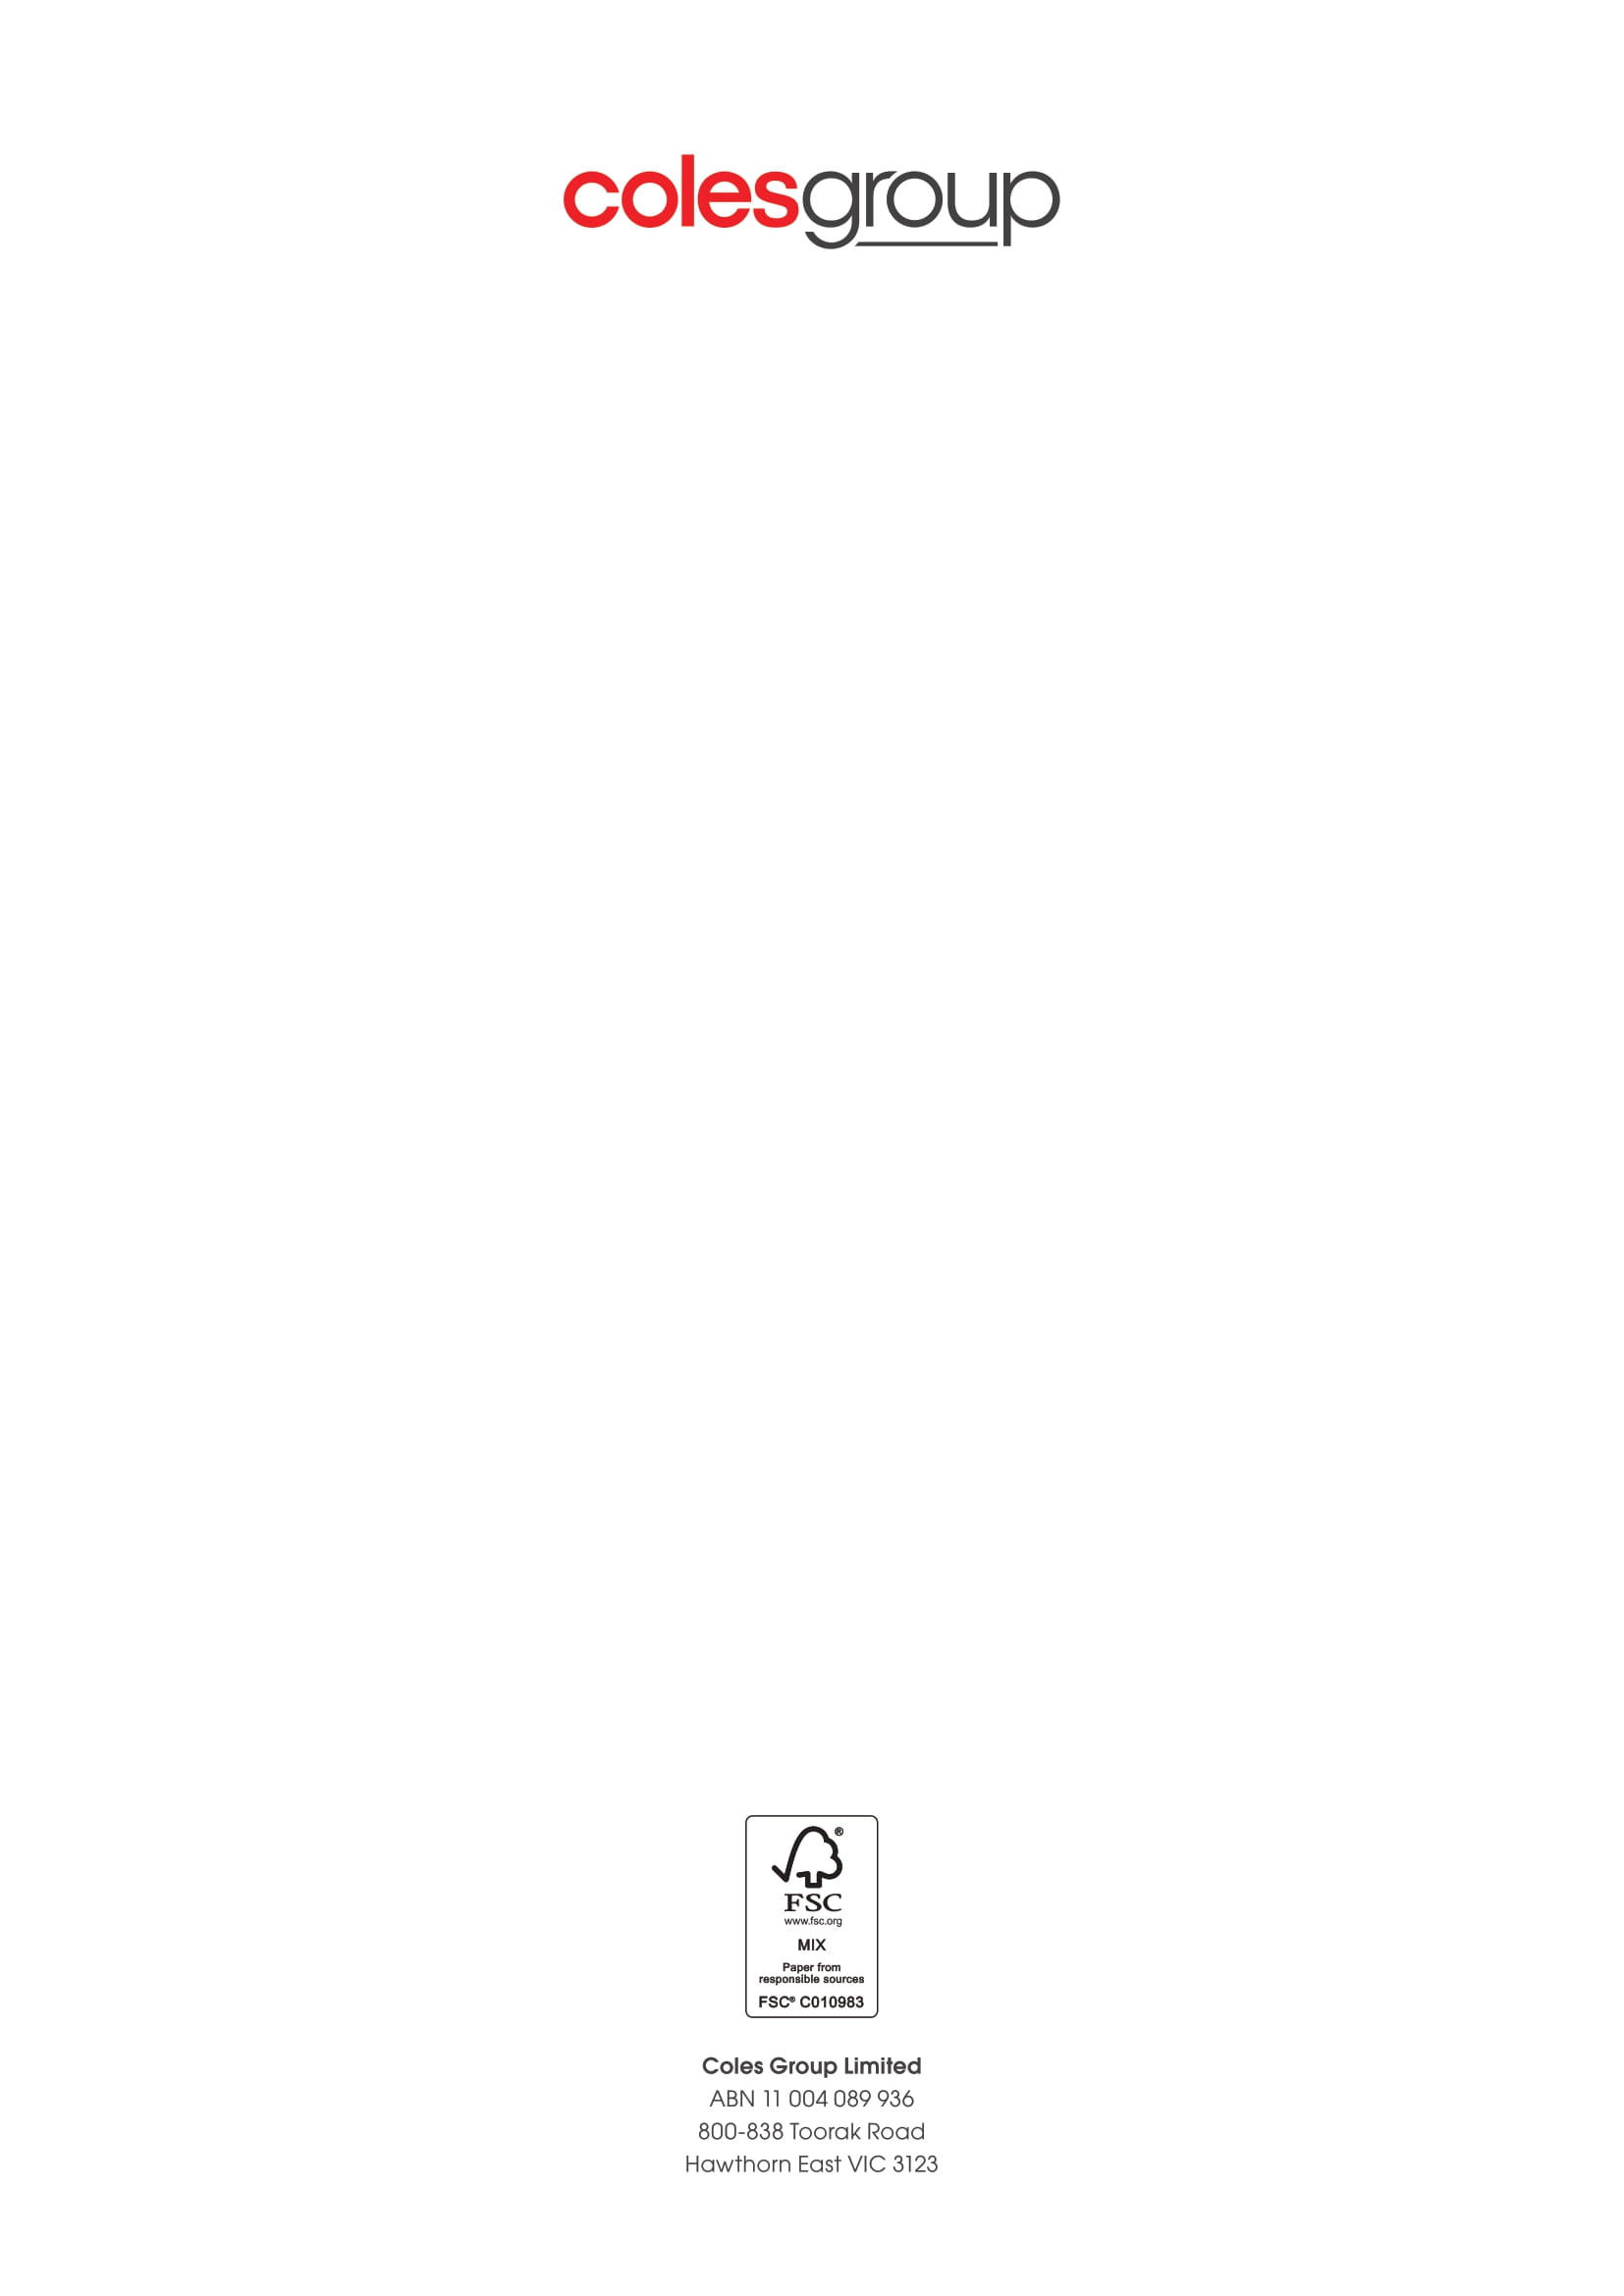 colesgroup
®
FSC
www.fsc.org
MIX
Paper from
responsible sources
FSC® C010983
Coles Group Limited
ABN 11 004 089 936
800-838 Toorak Road
Hawthorn East VIC 3123